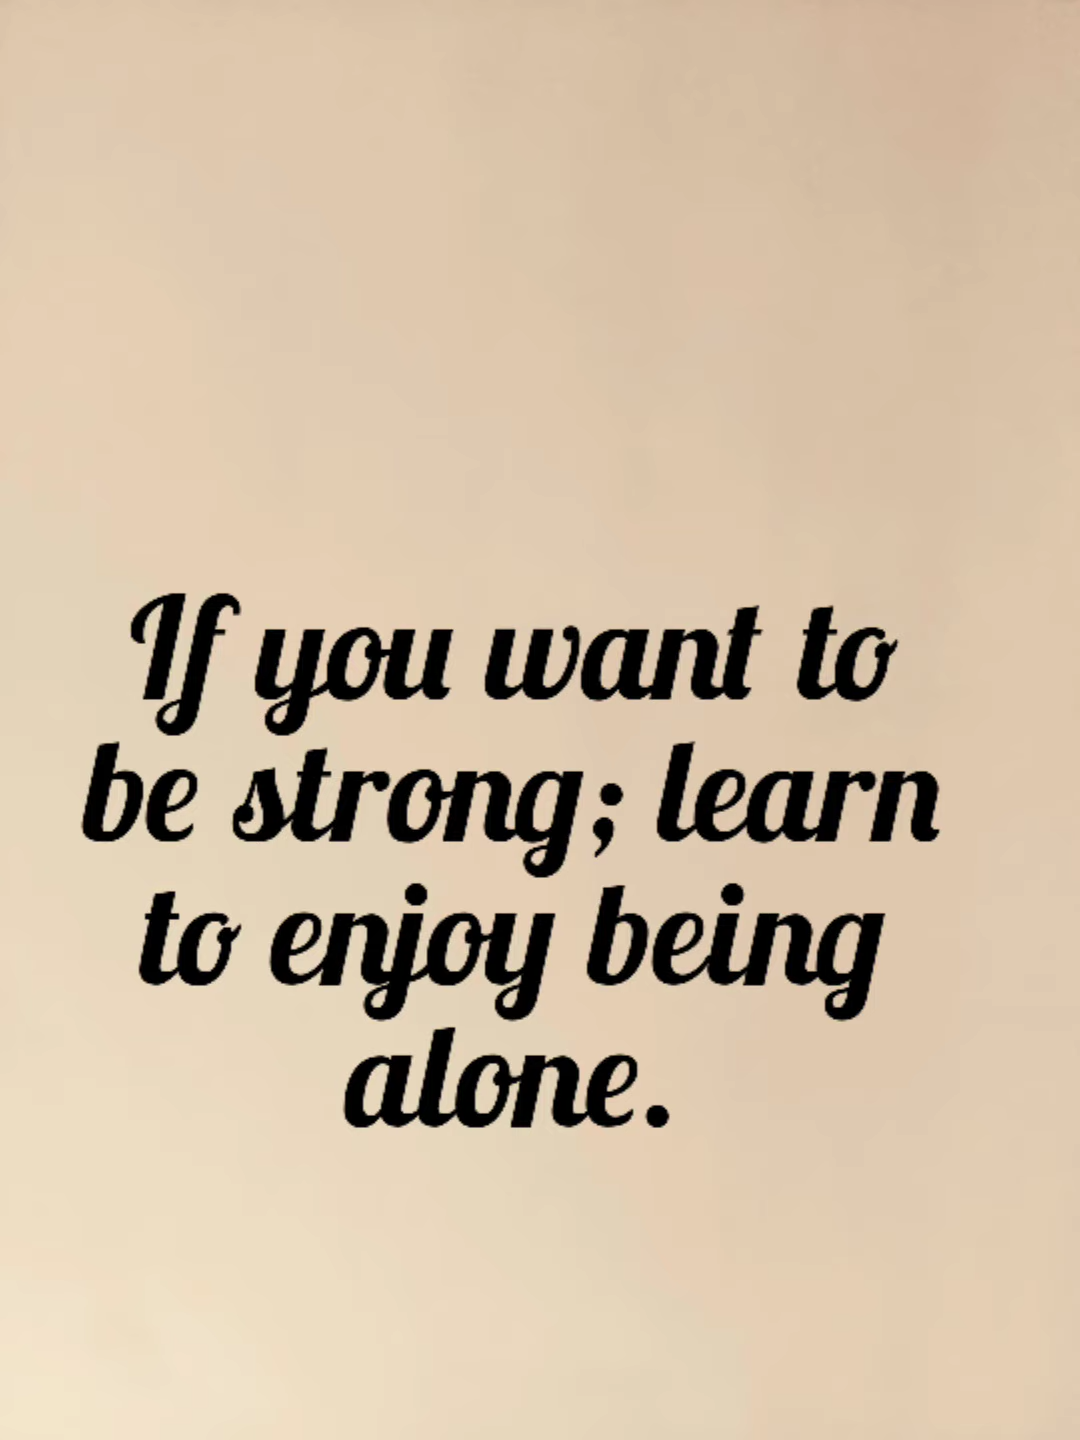 If you want to
be strong; learn
to enjoy being
alone.